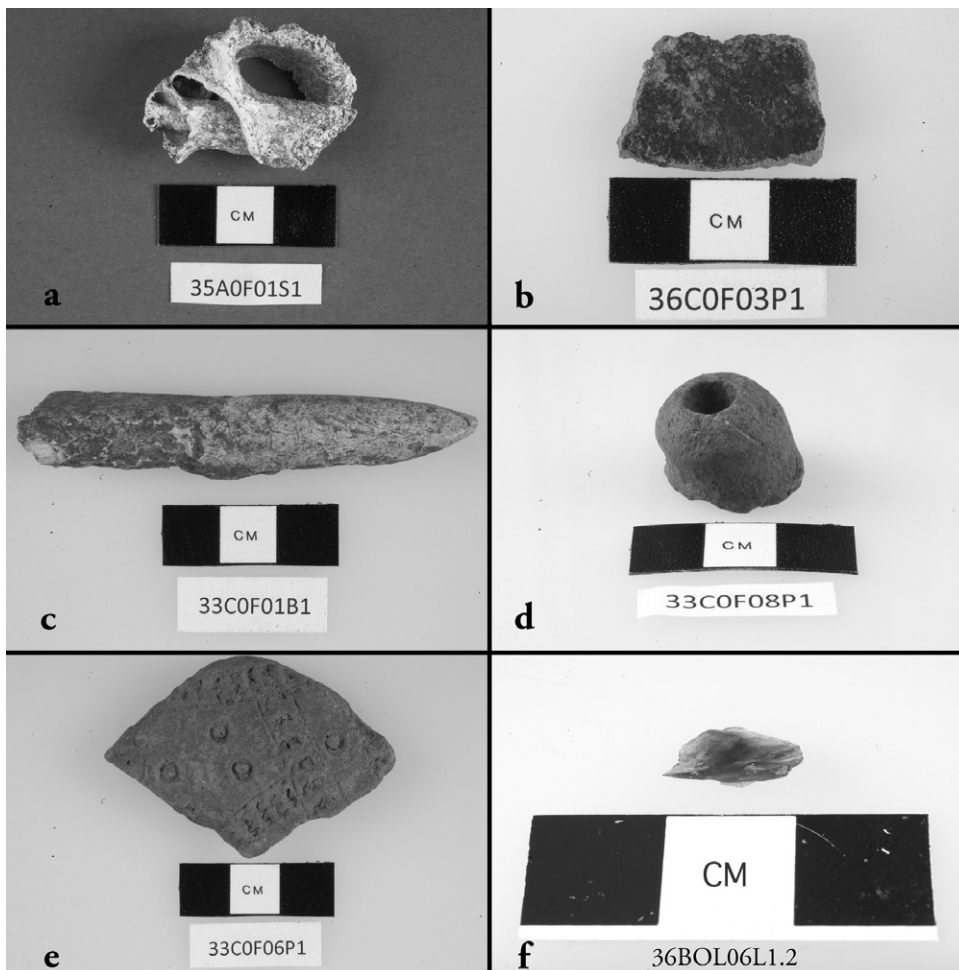 CM
35A0F01S1
a
CM
36C0F03P1
b
CM
33C0F01B1
c
CM
33C0F08P1
d
CM
33C0F06P1
e
CM
36BOL06L1.2
f